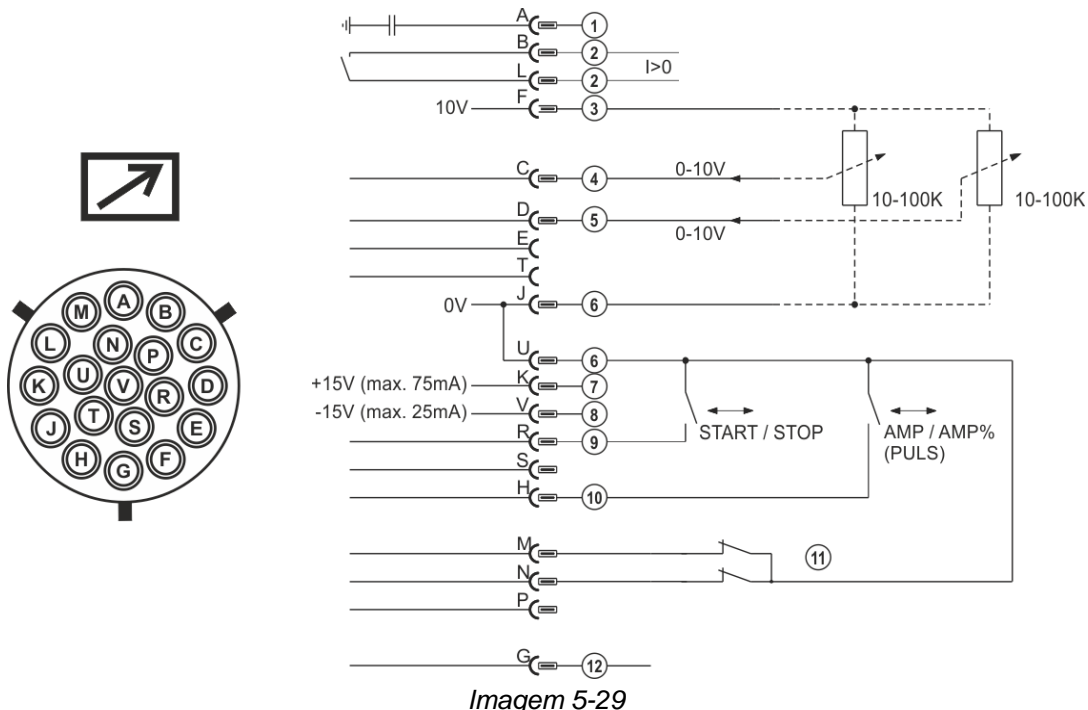 A 1
B 2
L 2 I>0
10V F 3
C 4 0-10V 10-100K 10-100K
D 5 0-10V
E
T
0V J 6
U 6
+15V (max. 75mA) K 7
-15V (max. 25mA) V 8
R 9 START / STOP AMP / AMP%
(PULS)
S
H 10
M 11
N
P
G 12
A
M B
L N P C
K U V R D
J T S E
H G F
Imagem 5-29